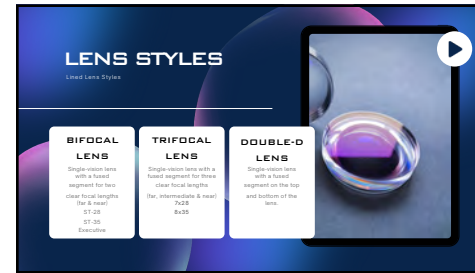 LENS STYLES
Lined Lens Styles
BIFOCAL
LENS
Single-vision lens
with a fused
segment for two
clear focal lengths
(far & near)
ST-28
ST-35
Executive
TRIFOCAL
LENS
Single-vision lens with a
fused segment for three
clear focal lengths
(far, intermediate & near)
7x28
8x35
DOUBLE-D
LENS
Single-vision lens
with a fused
segment on the top
and bottom of the
lens.